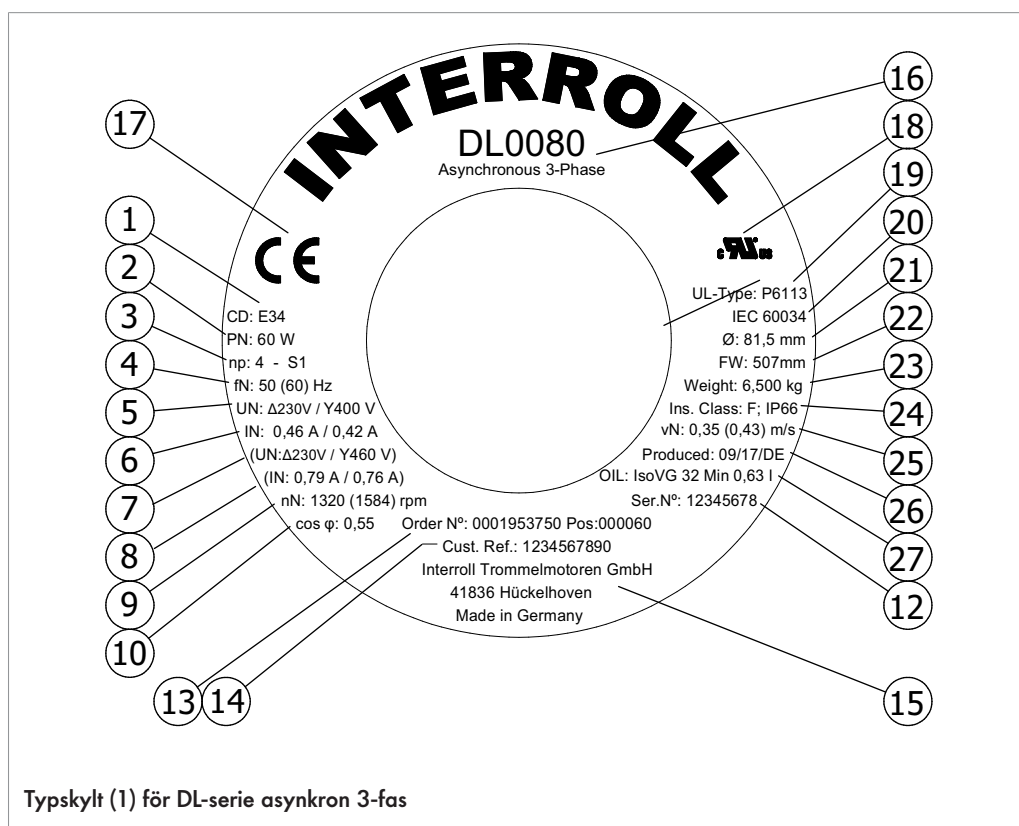 INTERROLL
DL0080
Asynchronous 3-Phase
17
16
18
19
CE
c UR us
1
2
3
4
5
6
7
8
9
10
20
21
22
23
24
25
26
27
12
CD: E34
PN: 60 W
np: 4 - S1
fN: 50 (60) Hz
UN: Δ230V / Y400 V
IN: 0,46 A / 0,42 A
(UN:Δ230V / Y460 V)
(IN: 0,79 A / 0,76 A)
nN: 1320 (1584) rpm
cos φ: 0,55
UL-Type: P6113
IEC 60034
Ø: 81,5 mm
FW: 507mm
Weight: 6,500 kg
Ins. Class: F; IP66
vN: 0,35 (0,43) m/s
Produced: 09/17/DE
OIL: IsoVG 32 Min 0,63 l
Ser.Nº: 12345678
Order Nº: 0001953750 Pos:000060
Cust. Ref.: 1234567890
Interroll Trommelmotoren GmbH
41836 Hückelhoven
Made in Germany
13
14
15
Typskylt (1) för DL-serie asynkron 3-fas